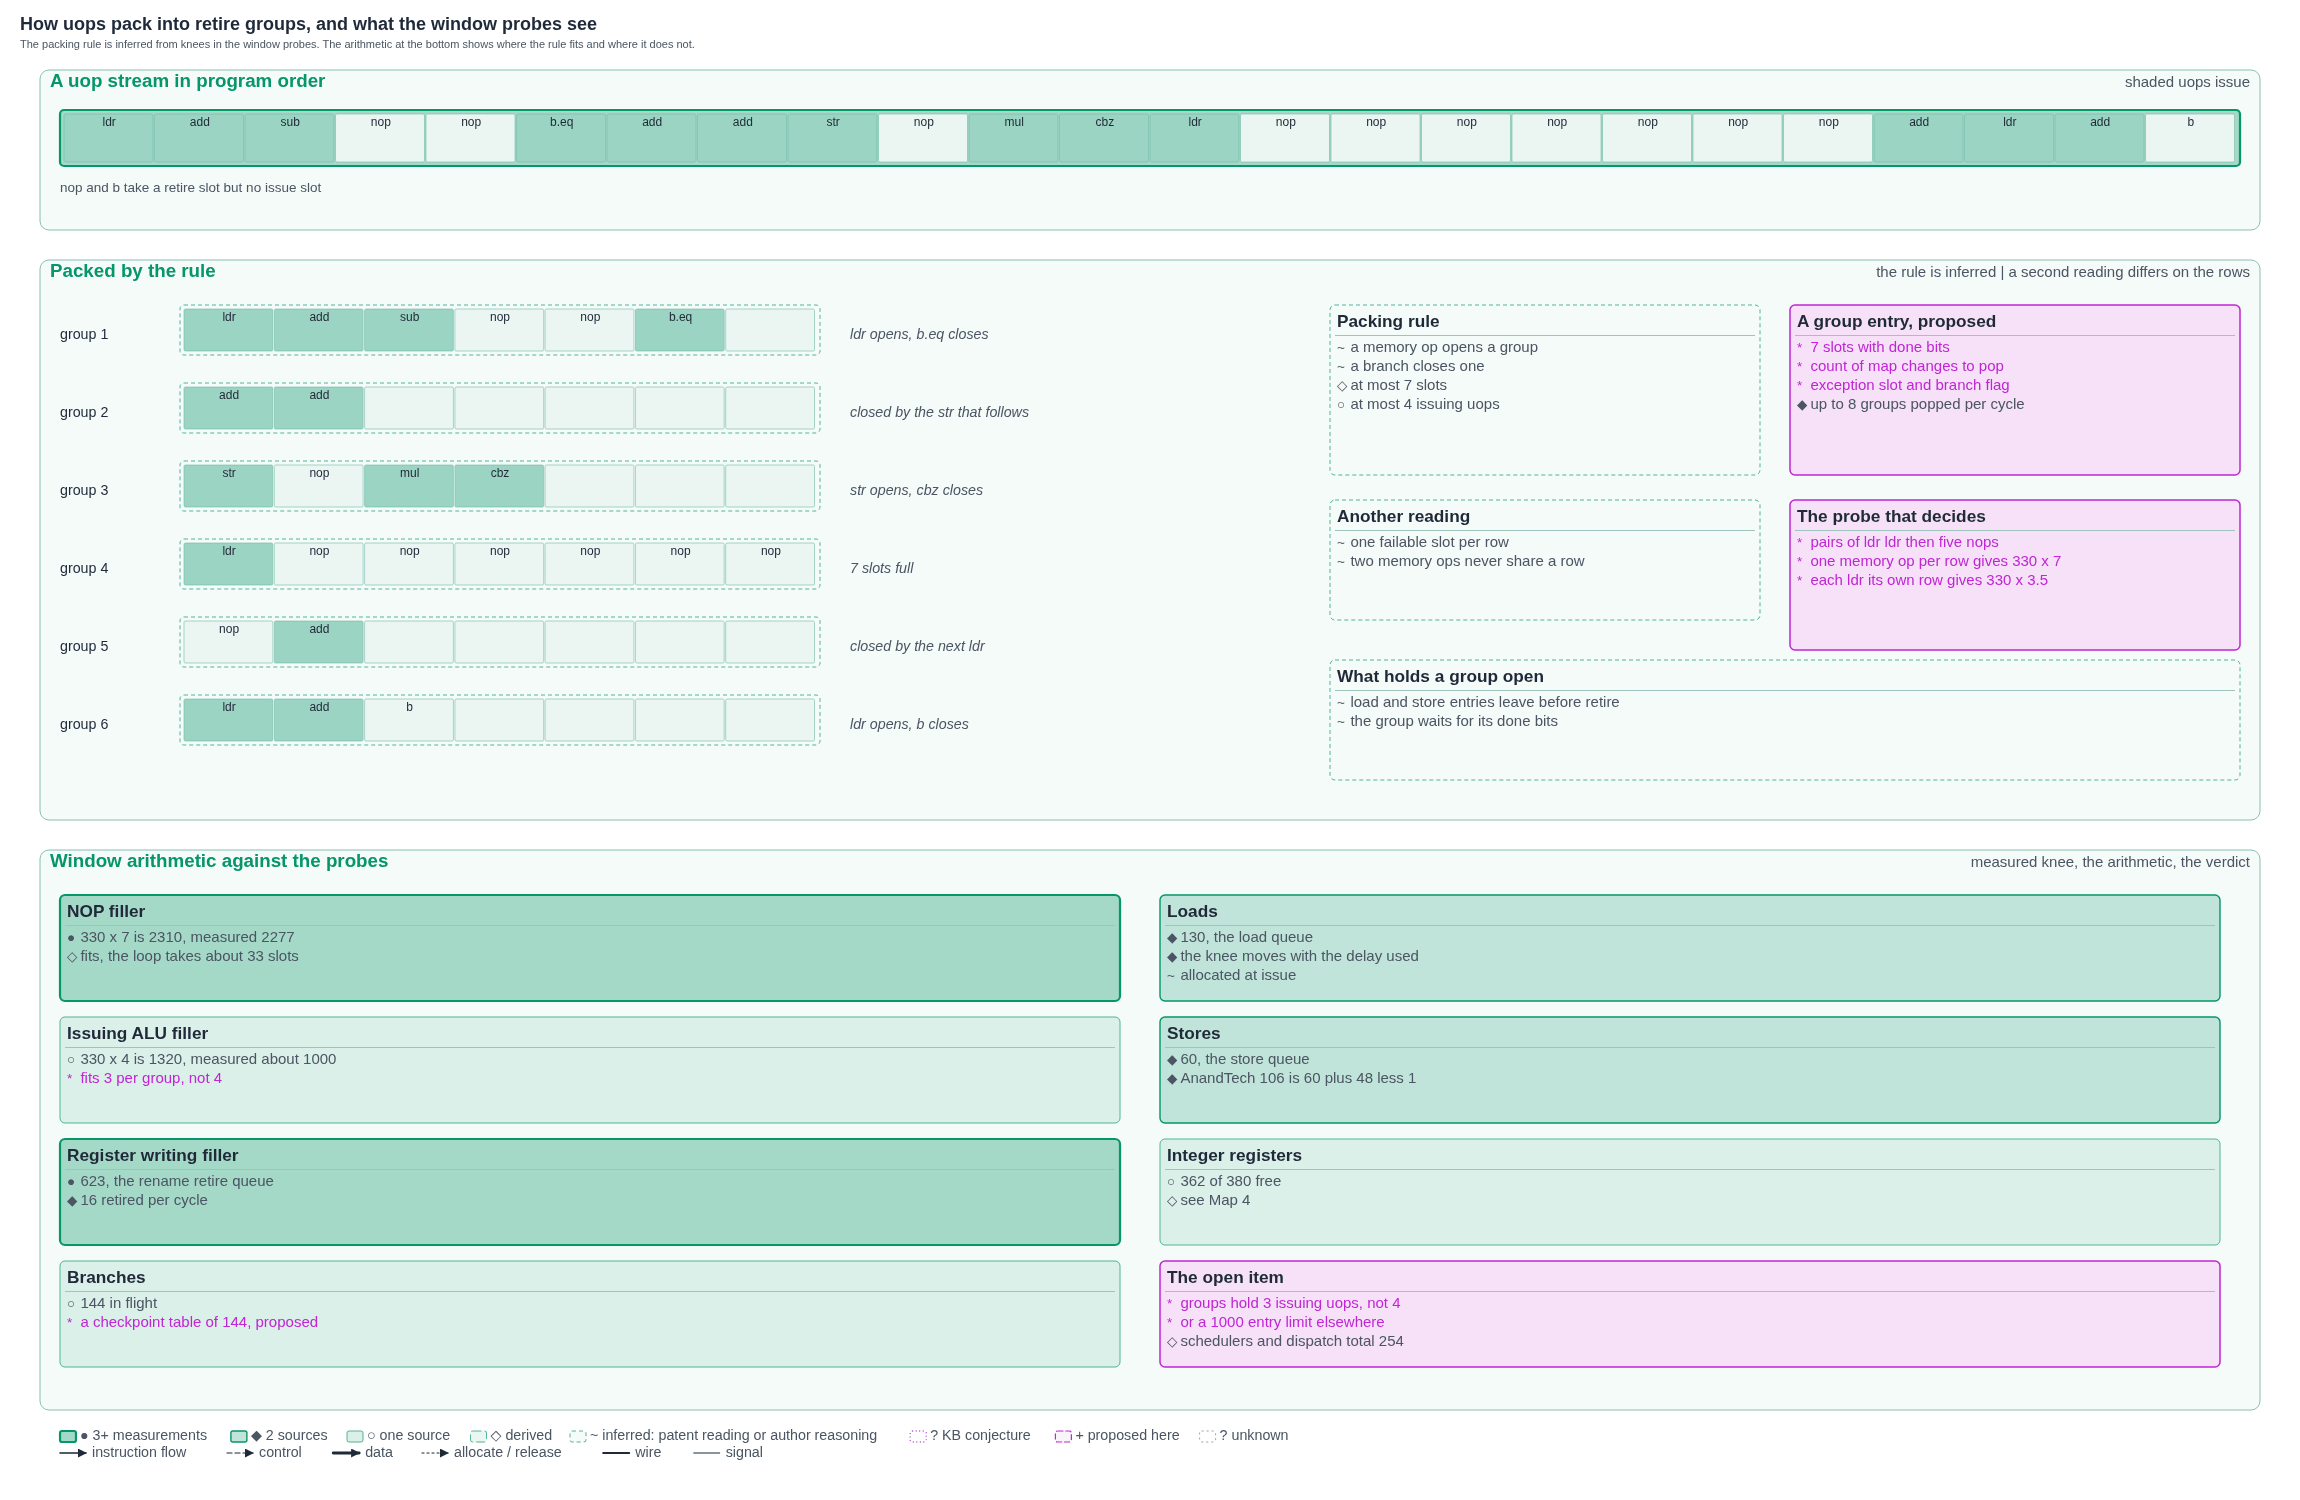 How uops pack into retire groups, and what the window probes see
The packing rule is inferred from knees in the window probes. The arithmetic at the bottom shows where the rule fits and where it does not.
A uop stream in program order
shaded uops issue
ldr add sub nop nop b.eq add add str nop mul cbz ldr nop nop nop nop nop nop nop add ldr add b
nop and b take a retire slot but no issue slot
Packed by the rule
the rule is inferred | a second reading differs on the rows
group 1 ldr add sub nop nop b.eq ldr opens, b.eq closes
group 2 add add closed by the str that follows
group 3 str nop mul cbz str opens, cbz closes
group 4 ldr nop nop nop nop nop nop 7 slots full
group 5 nop add closed by the next ldr
group 6 ldr add b ldr opens, b closes
Packing rule
~ a memory op opens a group
~ a branch closes one
◇ at most 7 slots
○ at most 4 issuing uops
A group entry, proposed
* 7 slots with done bits
* count of map changes to pop
* exception slot and branch flag
◆ up to 8 groups popped per cycle
Another reading
~ one failable slot per row
~ two memory ops never share a row
The probe that decides
* pairs of ldr ldr then five nops
* one memory op per row gives 330 x 7
* each ldr its own row gives 330 x 3.5
What holds a group open
~ load and store entries leave before retire
~ the group waits for its done bits
Window arithmetic against the probes
measured knee, the arithmetic, the verdict
NOP filler
● 330 x 7 is 2310, measured 2277
◇ fits, the loop takes about 33 slots
Loads
◆ 130, the load queue
◆ the knee moves with the delay used
~ allocated at issue
Issuing ALU filler
○ 330 x 4 is 1320, measured about 1000
* fits 3 per group, not 4
Stores
◆ 60, the store queue
◆ AnandTech 106 is 60 plus 48 less 1
Register writing filler
● 623, the rename retire queue
◆ 16 retired per cycle
Integer registers
○ 362 of 380 free
◇ see Map 4
Branches
○ 144 in flight
* a checkpoint table of 144, proposed
The open item
* groups hold 3 issuing uops, not 4
* or a 1000 entry limit elsewhere
◇ schedulers and dispatch total 254
● 3+ measurements ◆ 2 sources ○ one source ◇ derived ~ inferred: patent reading or author reasoning ? KB conjecture + proposed here ? unknown
instruction flow control data allocate / release wire signal